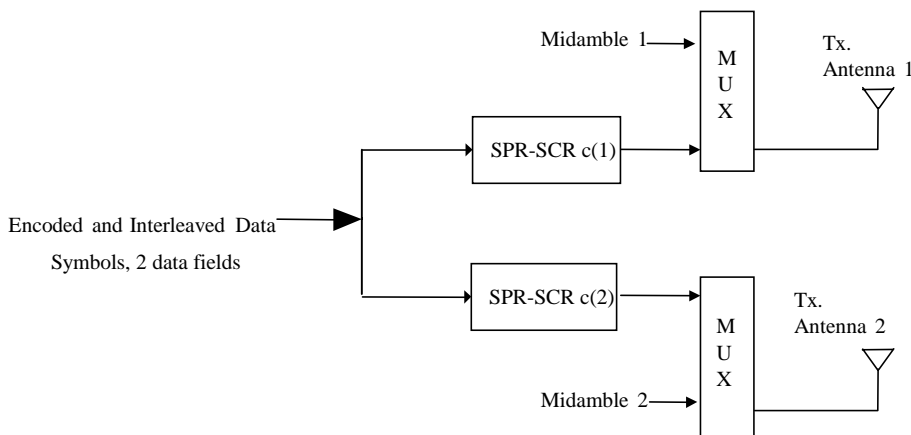 Midamble 1
M
U
X
Tx.
Antenna 1
SPR-SCR c(1)
Encoded and Interleaved Data
Symbols, 2 data fields
SPR-SCR c(2)
M
U
X
Tx.
Antenna 2
Midamble 2